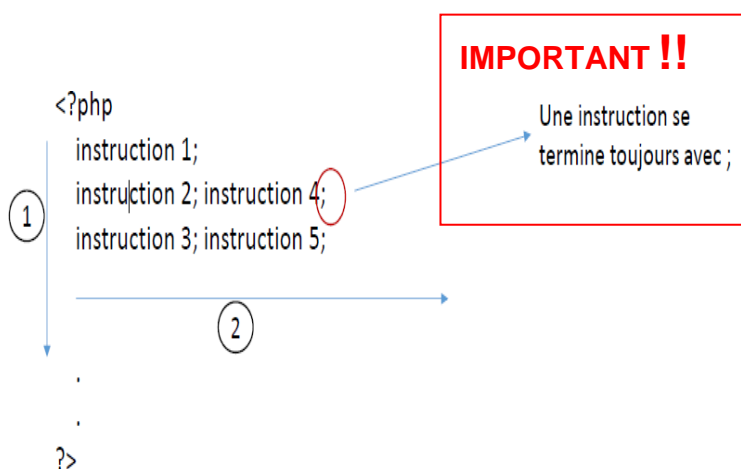 IMPORTANT !!
<?php
Une instruction se
termine toujours avec ;
instruction 1;
instruction 2; instruction 4;
instruction 3; instruction 5;
1
2
.
.
?>